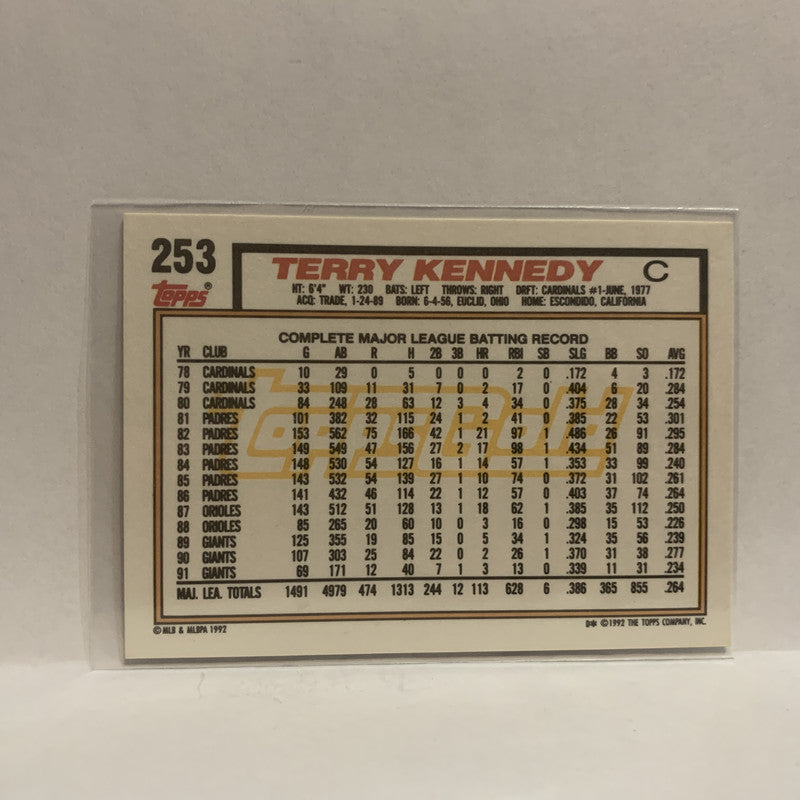 253
Topps®
TERRY KENNEDY C
HT: 6'4" WT: 230 BATS: LEFT THROWS: RIGHT DRFT: CARDINALS #1-JUNE, 1977
ACQ: TRADE, 1-24-89 BORN: 6-4-56, EUCLID, OHIO HOME: ESCONDIDO, CALIFORNIA
COMPLETE MAJOR LEAGUE BATTING RECORD
YR CLUB G AB R H 2B 3B HR RBI SB SLG BB SO AVG
78 CARDINALS 10 29 0 5 0 0 0 2 0 .172 4 3 .172
79 CARDINALS 33 109 11 31 7 0 2 17 0 .404 6 20 .284
80 CARDINALS 84 248 28 63 12 3 4 34 0 .375 28 34 .254
81 PADRES 101 382 32 115 24 1 2 41 0 .385 22 53 .301
82 PADRES 153 562 75 166 42 1 21 97 1 .486 26 91 .295
83 PADRES 149 549 47 156 27 2 17 98 1 .434 51 89 .284
84 PADRES 148 530 54 127 16 1 14 57 1 .353 33 99 .240
85 PADRES 143 532 54 139 27 1 10 74 0 .372 31 102 .261
86 PADRES 141 432 46 114 22 1 12 57 0 .403 37 74 .264
87 ORIOLES 143 512 51 128 13 1 18 62 1 .385 35 112 .250
88 ORIOLES 85 265 20 60 10 0 3 16 0 .298 15 53 .226
89 GIANTS 125 355 19 85 15 0 5 34 1 .324 35 56 .239
90 GIANTS 107 303 25 84 22 0 2 26 1 .370 31 38 .277
91 GIANTS 69 171 12 40 7 1 3 13 0 .339 11 31 .234
MAJ. LEA. TOTALS 1491 4979 474 1313 244 12 113 628 6 .386 365 855 .264
ToppsGold
©MLB & MLBPA 1992
D* ©1992 THE TOPPS COMPANY, INC.